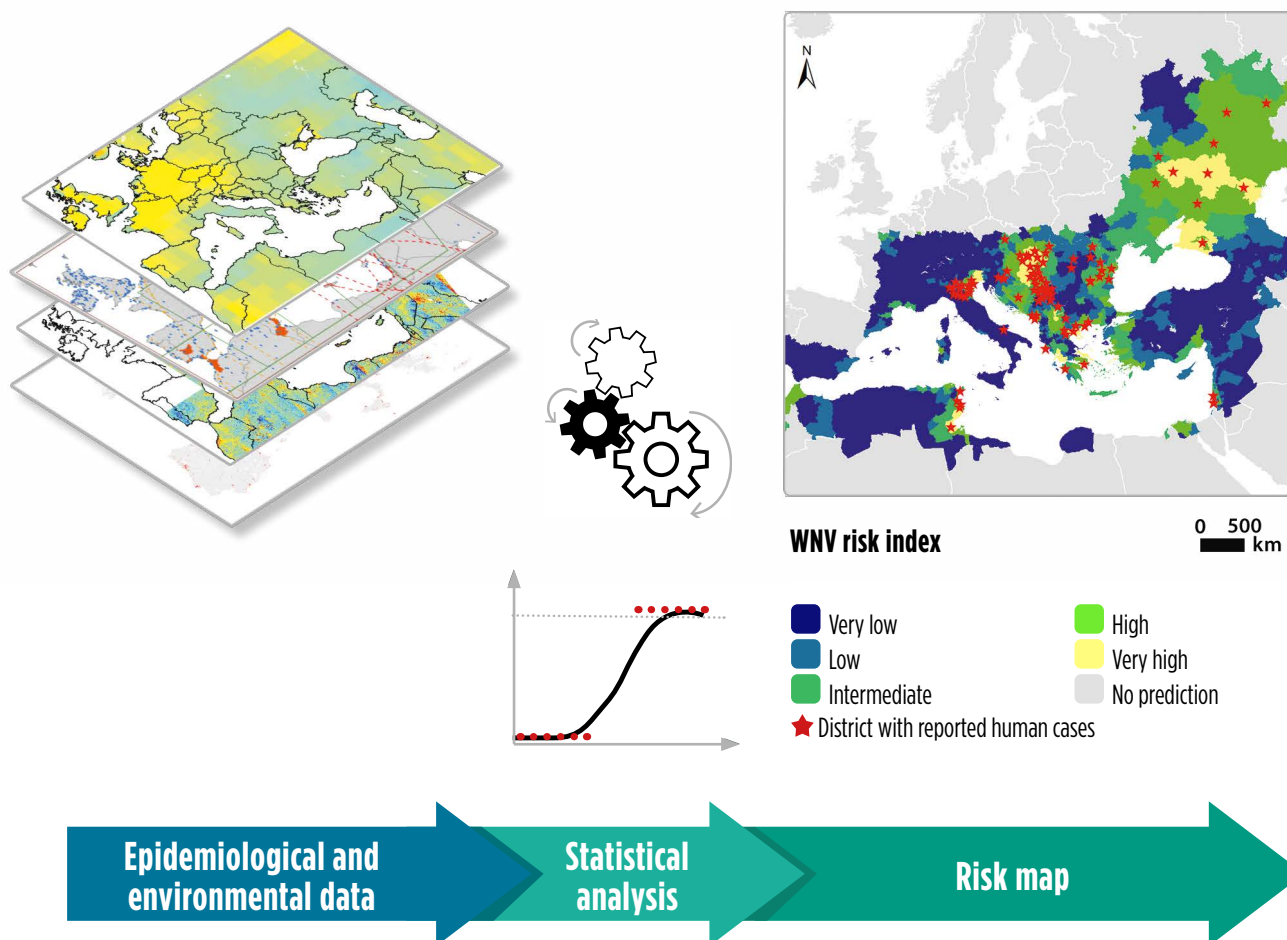 N
WNV risk index
0 500
km
Very low
Low
Intermediate
High
Very high
No prediction
District with reported human cases
Epidemiological and
environmental data
Statistical
analysis
Risk map